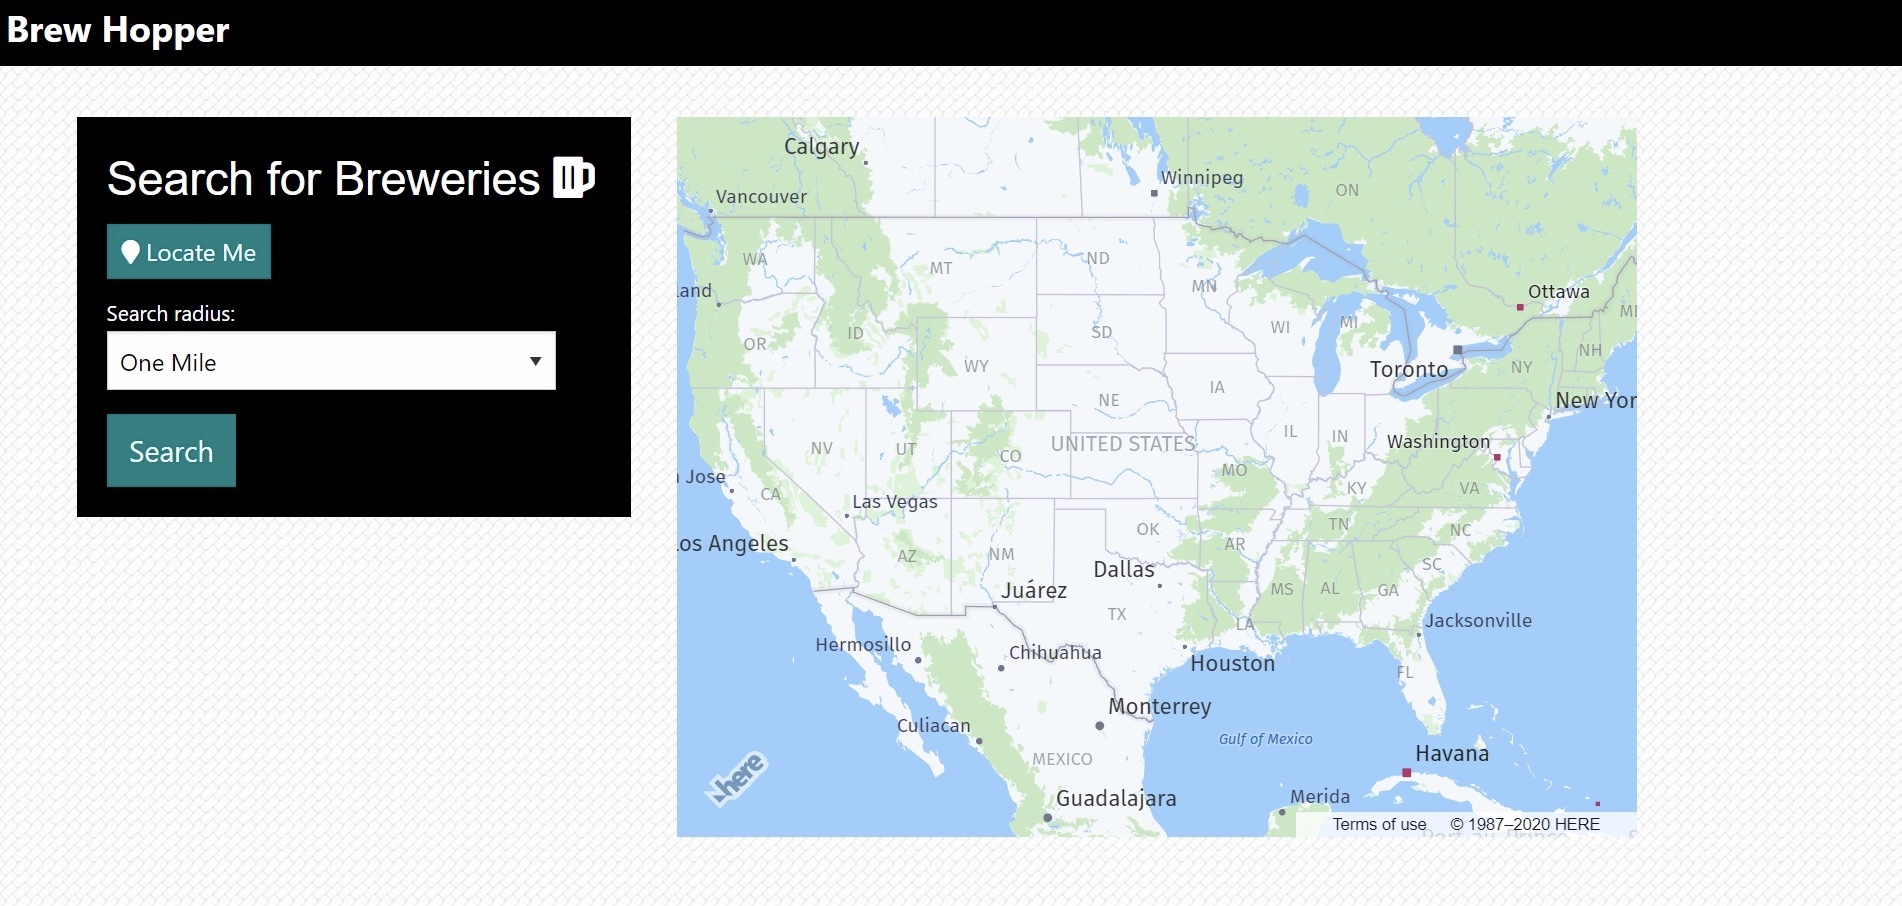 Brew Hopper
Search for Breweries
Locate Me
Search radius:
One Mile
Search
Calgary
Winnipeg
ON
Vancouver
WA
MT
ND
MN
land
Ottawa
ME
ID
OR
SD
WI
MI
NH
WY
Toronto
NY
IA
NE
New Yor
NV
UT
CO
UNITED STATES
IL
IN
Washington
n Jose
CA
MO
KY
VA
Las Vegas
OK
TN
NC
Los Angeles
AZ
NM
AR
SC
Dallas
Juárez
TX
MS
AL
GA
LA
Jacksonville
Hermosillo
Chihuahua
Houston
FL
Monterrey
Culiacan
Gulf of Mexico
MEXICO
Havana
here
Guadalajara
Merida
Terms of use © 1987–2020 HERE